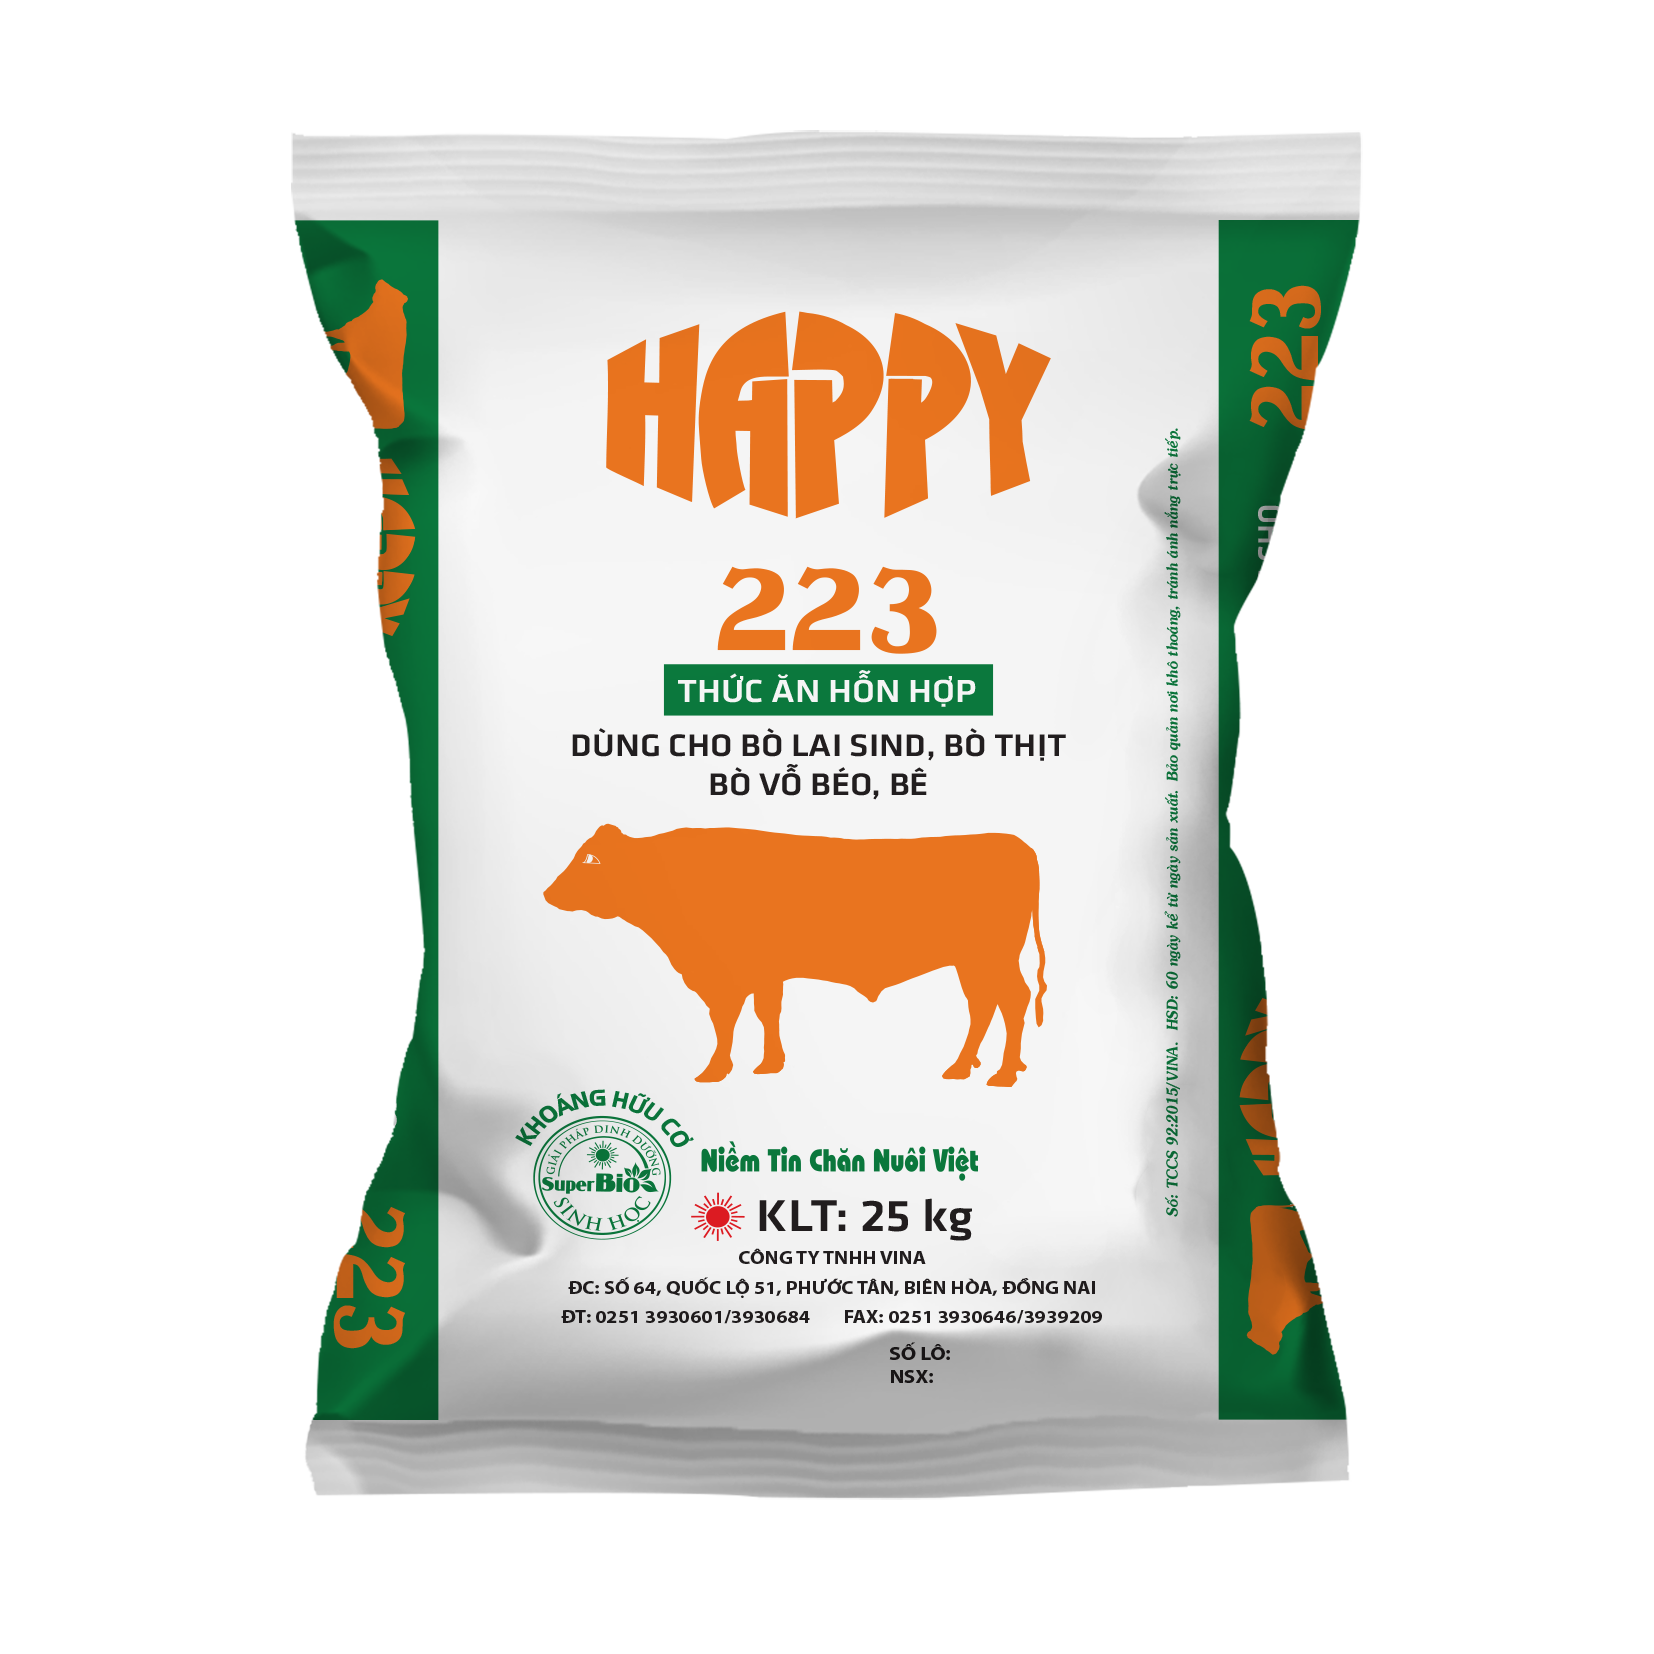 HAPPY
223
THỨC ĂN HỖN HỢP
DÙNG CHO BÒ LAI SIND, BÒ THỊT
BÒ VỖ BÉO, BÊ
KHOÁNG HỮU CƠ
GIẢI PHÁP DINH DƯỠNG
SuperBio
SINH HỌC
Niềm Tin Chăn Nuôi Việt
KLT: 25 kg
CÔNG TY TNHH VINA
ĐC: SỐ 64, QUỐC LỘ 51, PHƯỚC TÂN, BIÊN HÒA, ĐỒNG NAI
ĐT: 0251 3930601/3930684 FAX: 0251 3930646/3939209
SỐ LÔ:
NSX:
Số: TCCS 92:2015/VINA. HSD: 60 ngày kể từ ngày sản xuất. Bảo quản nơi khô thoáng, tránh ánh nắng trực tiếp.
223
CHO
223